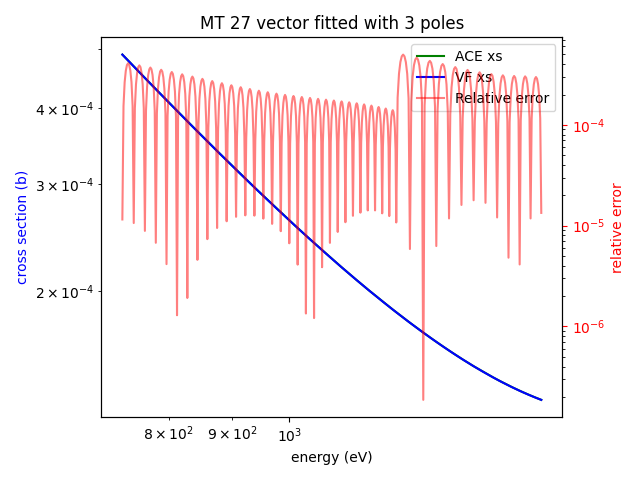 MT 27 vector fitted with 3 poles
ACE xs
VF xs
Relative error
4 × 10⁻⁴
3 × 10⁻⁴
2 × 10⁻⁴
cross section (b)
10⁻⁴
10⁻⁵
10⁻⁶
relative error
8 × 10² 9 × 10² 10³
energy (eV)